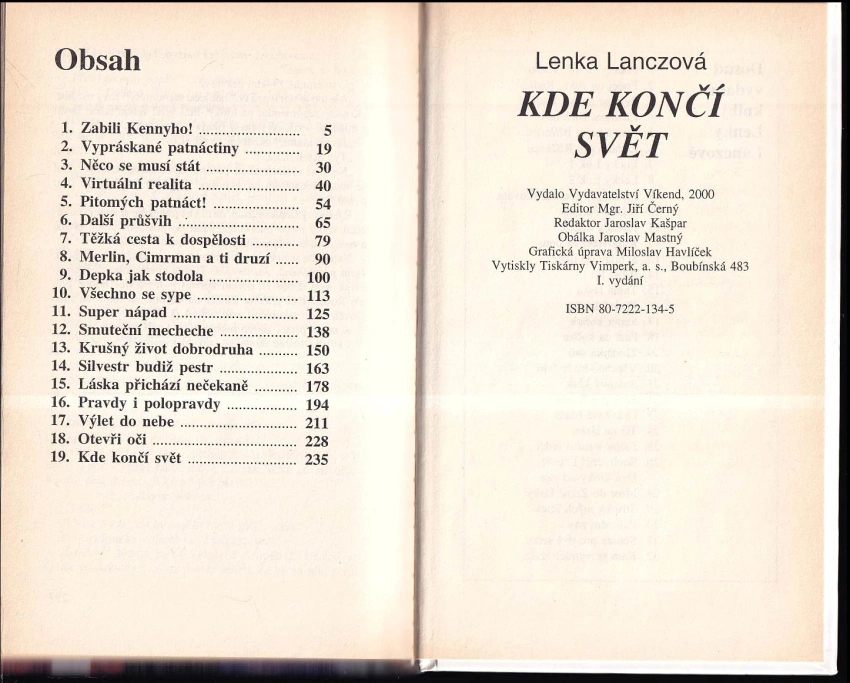 Obsah
1. Zabili Kennyho! ........................ 5
2. Vypráskané patnáctiny ............. 19
3. Něco se musí stát ...................... 30
4. Virtuální realita ........................ 40
5. Pitomých patnáct! ..................... 54
6. Další průšvih ............................ 65
7. Těžká cesta k dospělosti ........... 79
8. Merlin, Cimrman a ti druzí ...... 90
9. Depka jak stodola ..................... 100
10. Všechno se sype ........................ 113
11. Super nápad .............................. 125
12. Smuteční mecheche ................... 138
13. Krušný život dobrodruha ......... 150
14. Silvestr budiž pestr ................... 163
15. Láska přichází nečekaně .......... 178
16. Pravdy i polopravdy ................. 194
17. Výlet do nebe ............................ 211
18. Otevři oči .................................. 228
19. Kde končí svět .......................... 235
Lenka Lanczová
KDE KONČÍ
SVĚT
Vydalo Vydavatelství Víkend, 2000
Editor Mgr. Jiří Černý
Redaktor Jaroslav Kašpar
Obálka Jaroslav Mastný
Grafická úprava Miloslav Havlíček
Vytiskly Tiskárny Vimperk, a. s., Boubínská 483
I. vydání
ISBN 80-7222-134-5